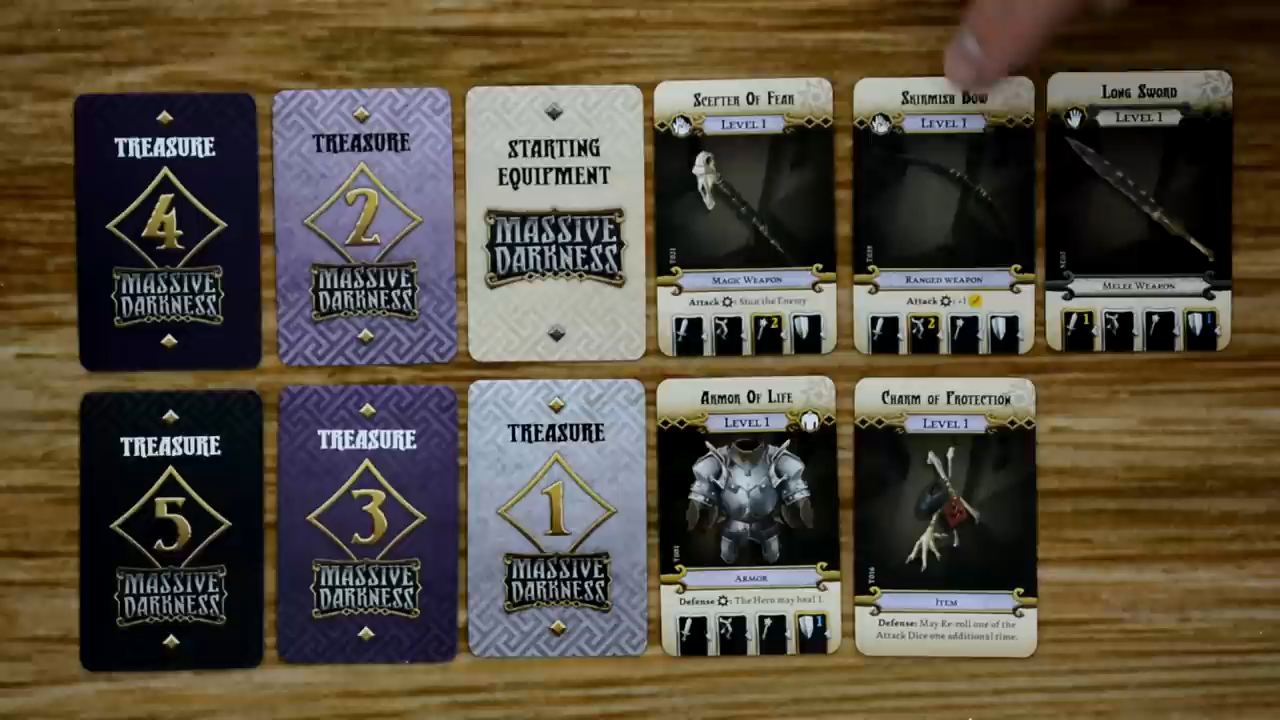 TREASURE
4
MASSIVE
DARKNESS
TREASURE
2
MASSIVE
DARKNESS
STARTING
EQUIPMENT
MASSIVE
DARKNESS
SCEPTER OF FEAR
LEVEL 1
MAGIC WEAPON
Attack : Stun the Enemy
2
SKIRMISH BOW
LEVEL 1
RANGED WEAPON
Attack : +1
2
LONG SWORD
LEVEL 1
MELEE WEAPON
1
1
TREASURE
5
MASSIVE
DARKNESS
TREASURE
3
MASSIVE
DARKNESS
TREASURE
1
MASSIVE
DARKNESS
ARMOR OF LIFE
LEVEL 1
ARMOR
Defense : The Hero may heal 1.
1
CHARM OF PROTECTION
LEVEL 1
ITEM
Defense: May Re-roll one of the
Attack Dice one additional time.